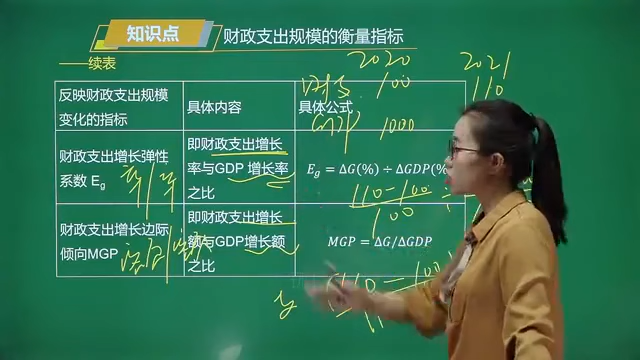 知识点
财政支出规模的衡量指标
——续表
2020
2021
财支 100
110
GDP 1000
反映财政支出规模
变化的指标
具体内容
具体公式
财政支出增长弹性
系数 Eg
即财政支出增长
率与GDP 增长率
之比
Eg = ΔG(%) ÷ ΔGDP(%
率/率
110-100
100
财政支出增长边际
倾向MGP
即财政支出增长
额与GDP增长额
之比
MGP = ΔG/ΔGDP
110-100